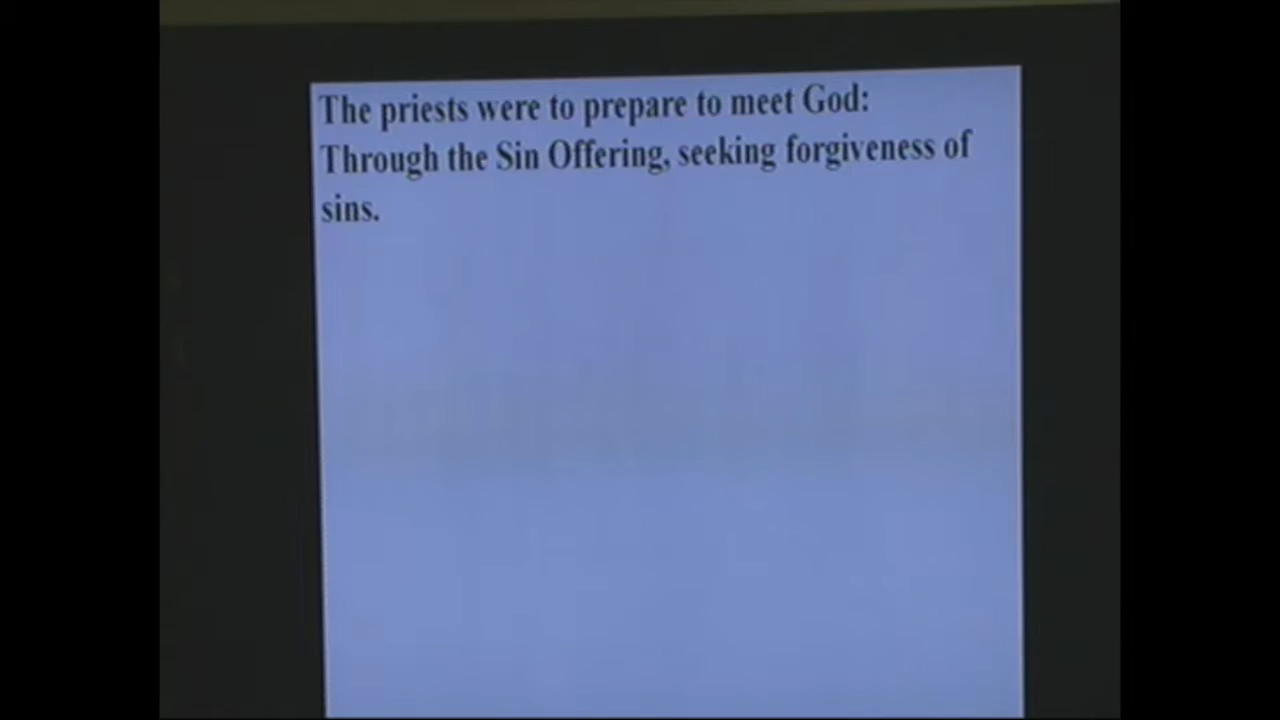 The priests were to prepare to meet God:
Through the Sin Offering, seeking forgiveness of
sins.